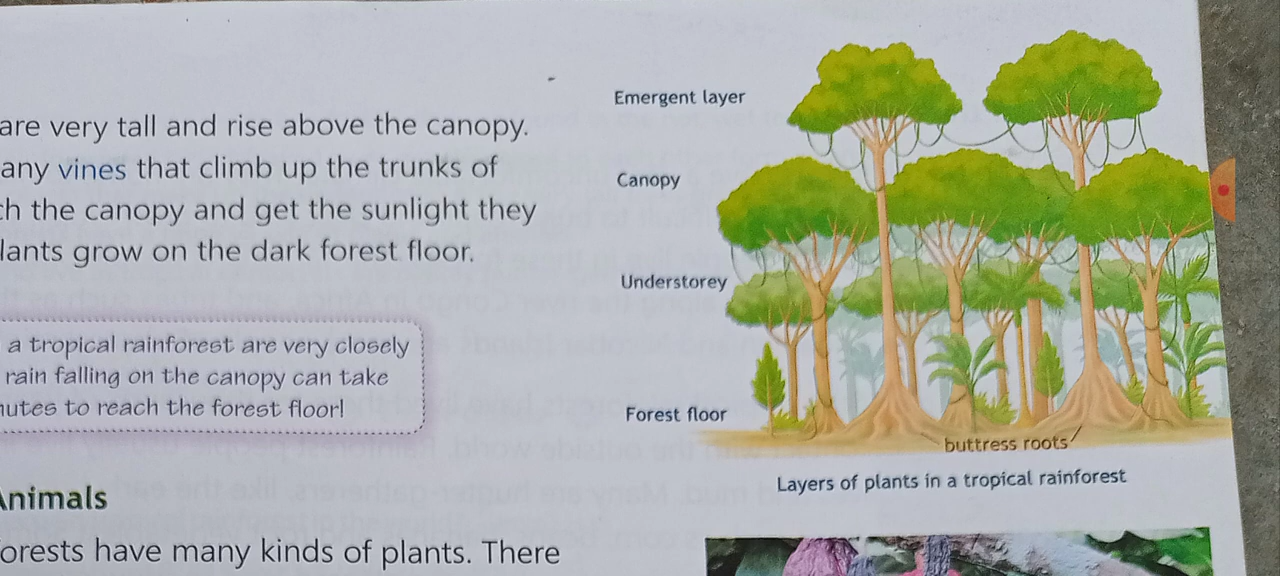 are very tall and rise above the canopy.
any vines that climb up the trunks of
ch the canopy and get the sunlight they
lants grow on the dark forest floor.
a tropical rainforest are very closely
rain falling on the canopy can take
utes to reach the forest floor!
Animals
orests have many kinds of plants. There
Emergent layer
Canopy
Understorey
Forest floor
buttress roots
Layers of plants in a tropical rainforest